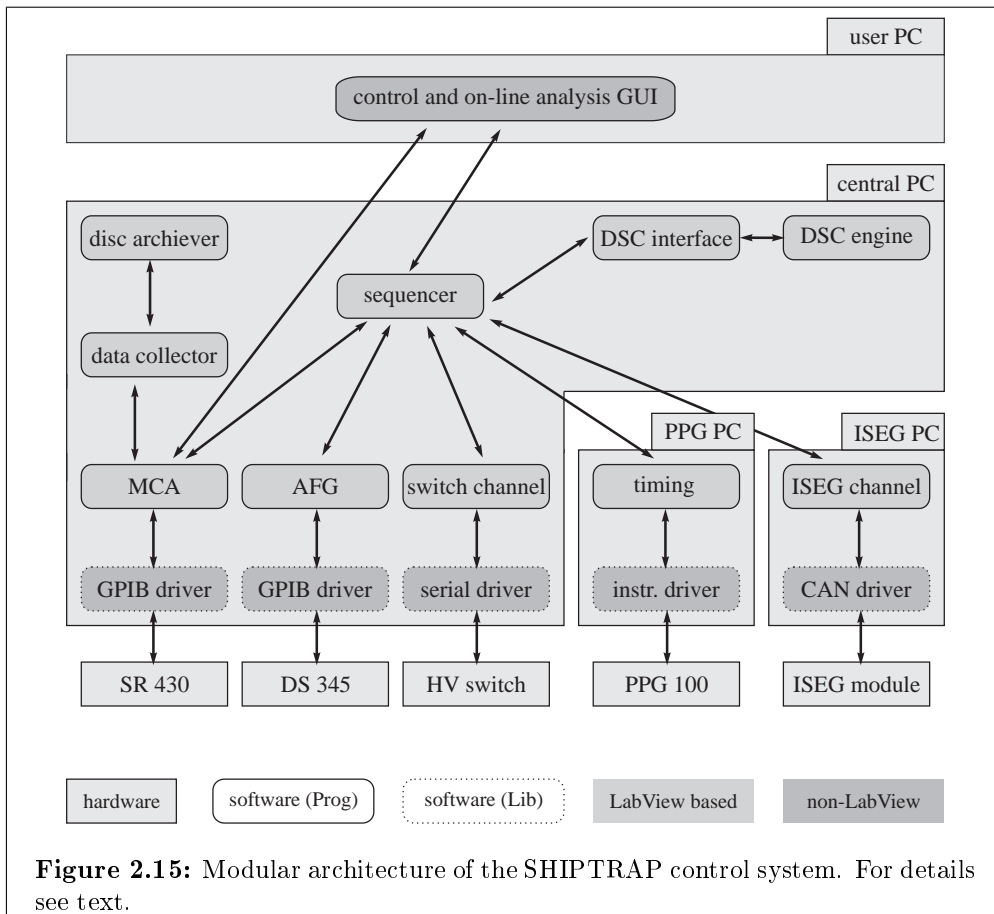 user PC
control and on-line analysis GUI
central PC
disc archiever
DSC interface
DSC engine
sequencer
data collector
PPG PC
ISEG PC
MCA
AFG
switch channel
timing
ISEG channel
GPIB driver
GPIB driver
serial driver
instr. driver
CAN driver
SR 430
DS 345
HV switch
PPG 100
ISEG module
hardware
software (Prog)
software (Lib)
LabView based
non-LabView
Figure 2.15: Modular architecture of the SHIPTRAP control system. For details
see text.